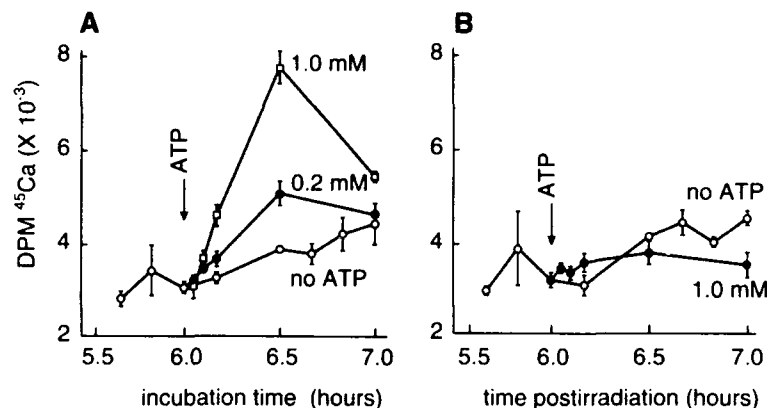 A
B
DPM ⁴⁵Ca (X 10⁻³)
8
6
4
2
ATP
1.0 mM
0.2 mM
no ATP
5.5 6.0 6.5 7.0
incubation time (hours)
8
6
4
2
ATP
no ATP
1.0 mM
5.5 6.0 6.5 7.0
time postirradiation (hours)